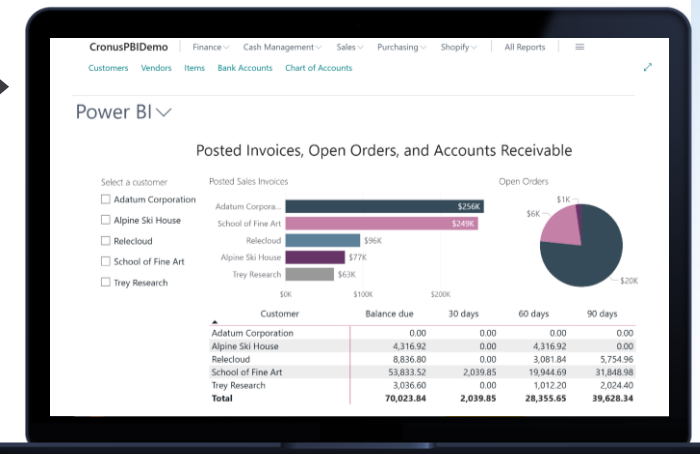 CronusPBIDemo Finance Cash Management Sales Purchasing Shopify All Reports
Customers Vendors Items Bank Accounts Chart of Accounts
Power BI
Posted Invoices, Open Orders, and Accounts Receivable
Select a customer
Adatum Corporation
Alpine Ski House
Relecloud
School of Fine Art
Trey Research
Posted Sales Invoices
Adatum Corpora... $256K
School of Fine Art $249K
Relecloud $96K
Alpine Ski House $77K
Trey Research $63K
$0K $100K $200K
Open Orders
$1K
$6K
$20K
Customer Balance due 30 days 60 days 90 days
Adatum Corporation 0.00 0.00 0.00 0.00
Alpine Ski House 4,316.92 0.00 4,316.92 0.00
Relecloud 8,836.80 0.00 3,081.84 5,754.96
School of Fine Art 53,833.52 2,039.85 19,944.69 31,848.98
Trey Research 3,036.60 0.00 1,012.20 2,024.40
Total 70,023.84 2,039.85 28,355.65 39,628.34